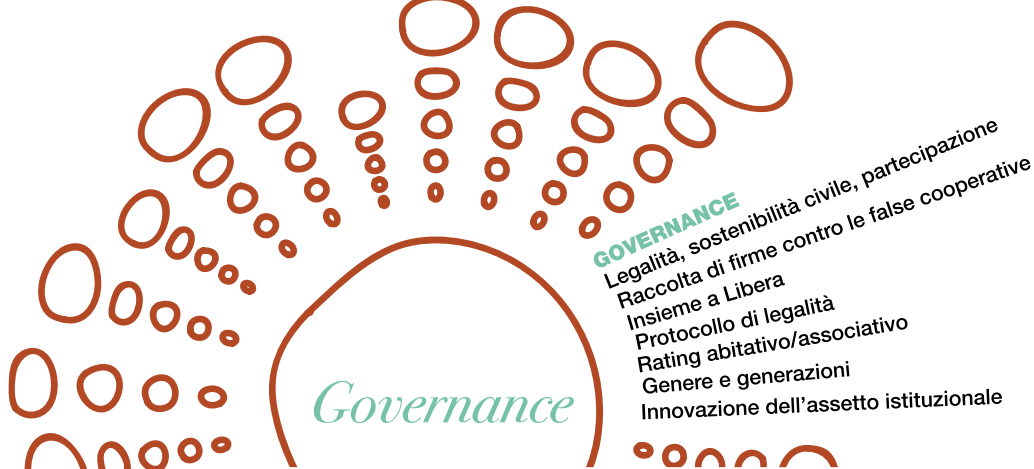 Governance
GOVERNANCE
Legalità, sostenibilità civile, partecipazione
Raccolta di firme contro le false cooperative
Insieme a Libera
Protocollo di legalità
Rating abitativo/associativo
Genere e generazioni
Innovazione dell’assetto istituzionale